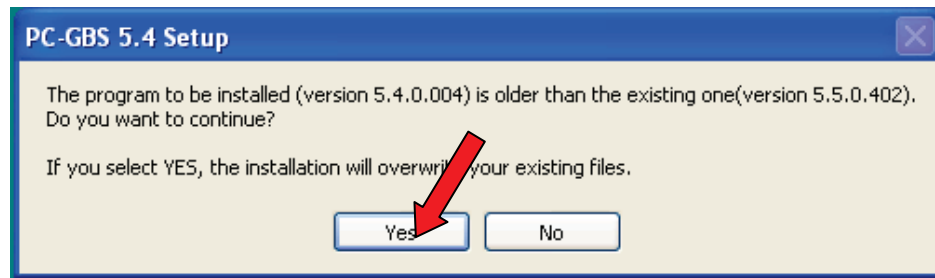 PC-GBS 5.4 Setup
The program to be installed (version 5.4.0.004) is older than the existing one(version 5.5.0.402).
Do you want to continue?
If you select YES, the installation will overwrite your existing files.
Yes
No